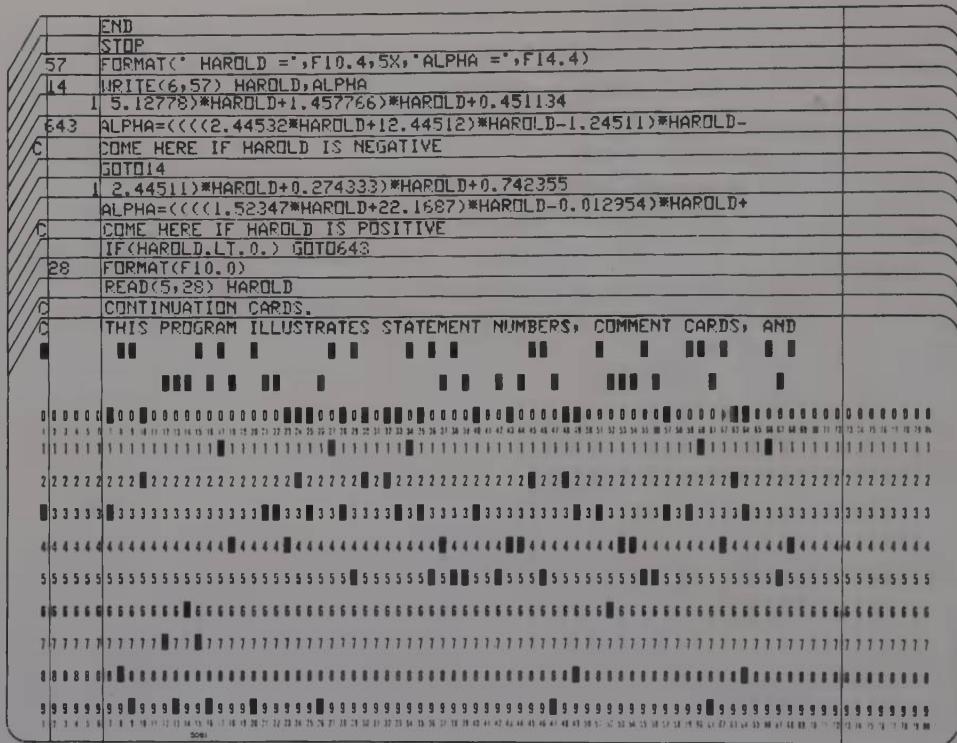 END
STOP
57 FORMAT(' HAROLD =',F10.4,5X,'ALPHA =',F14.4)
14 WRITE(6,57) HAROLD,ALPHA
1 5.12778)*HAROLD+1.457766)*HAROLD+0.451134
643 ALPHA=((((2.44532*HAROLD+12.44512)*HAROLD-1.24511)*HAROLD-
C COME HERE IF HAROLD IS NEGATIVE
GOTO14
1 2.44511)*HAROLD+0.274333)*HAROLD+0.742355
ALPHA=((((1.52347*HAROLD+22.1687)*HAROLD-0.012954)*HAROLD+
C COME HERE IF HAROLD IS POSITIVE
IF(HAROLD.LT.0.) GOTO643
28 FORMAT(F10.0)
READ(5,28) HAROLD
C CONTINUATION CARDS.
C THIS PROGRAM ILLUSTRATES STATEMENT NUMBERS, COMMENT CARDS, AND
5081